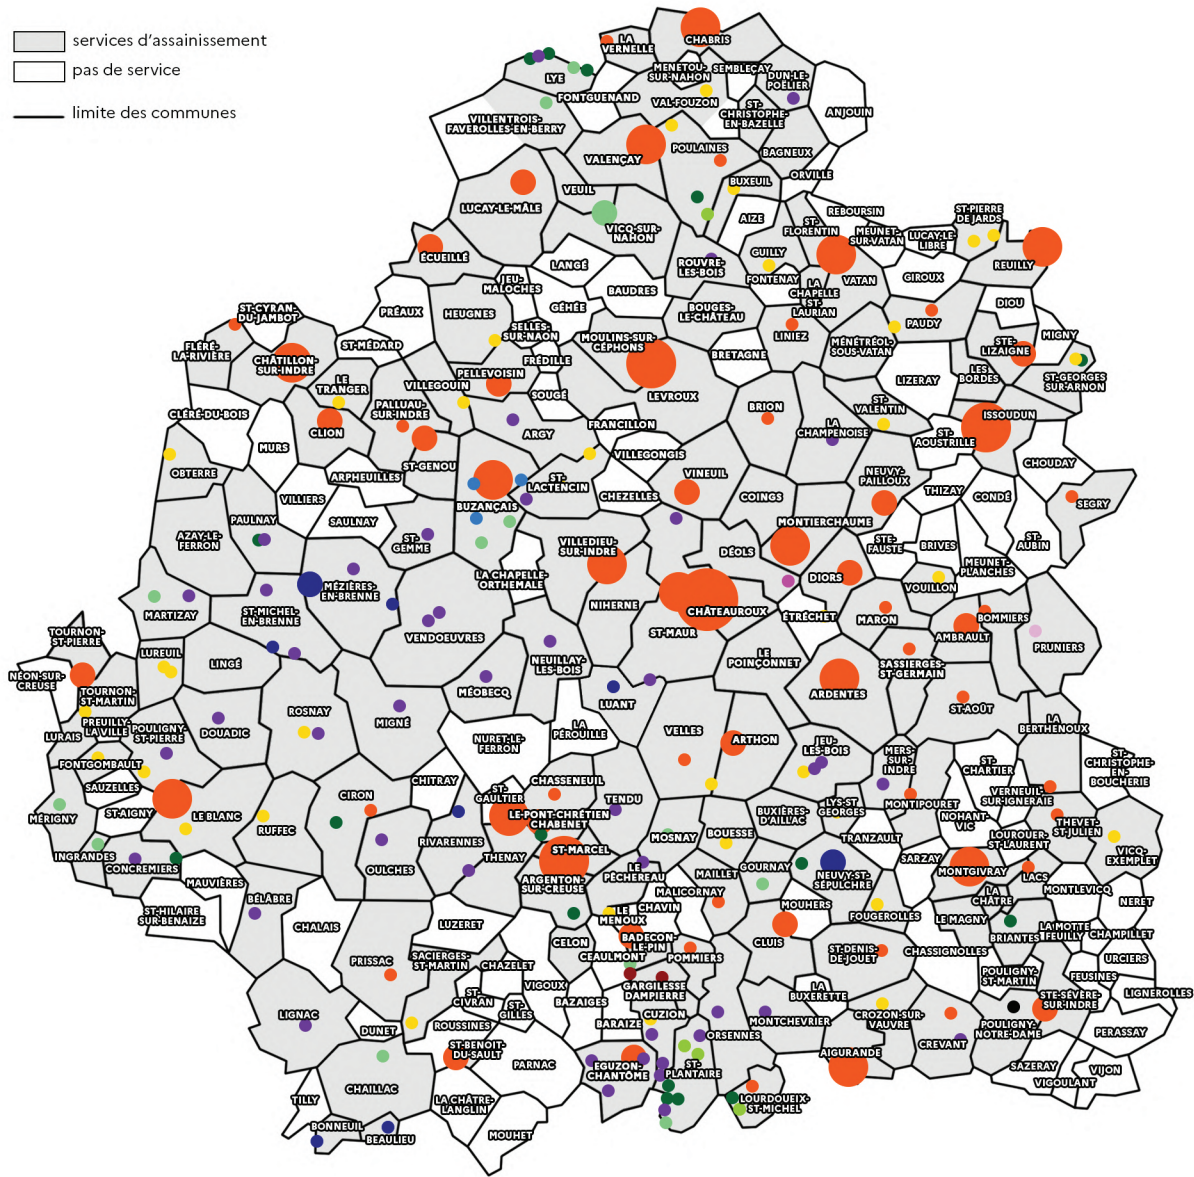 services d'assainissement
pas de service
limite des communes
LA
VERNELLE
CHABRIS
MENETOU-
SUR-NAHON
SEMBLEÇAY
DUN-LE-
POËLIER
LYE
FONTGUENAND
VAL-FOUZON
ST-
CHRISTOPHE-
EN-BAZELLE
ANJOUIN
VILLENTROIS-
FAVEROLLES-EN-BERRY
VALENÇAY
POULAINES
BAGNEUX
ORVILLE
BUXEUIL
VEUIL
LUCAY-LE-MÂLE
VICQ-SUR-
NAHON
AIZE
ST-
FLORENTIN
REBOURSIN
MEUNET-
SUR-VATAN
LUCAY-LE-
LIBRE
ST-PIERRE
DE JARDS
REUILLY
ÉCUEILLÉ
LANGÉ
ROUVRE-
LES-BOIS
GUILLY
FONTENAY
VATAN
GIROUX
JEU-
MALOCHES
BAUDRES
LA
CHAPELLE
ST-
LAURIAN
DIOU
PRÉAUX
HEUGNES
GÉHÉE
BOUGES-
LE-CHÂTEAU
ST-CYRAN-
DU-JAMBOT
SELLES-
SUR-NAON
MOULINS-SUR-
CÉPHONS
LINIEZ
PAUDY
MIGNY
FLÉRÉ-
LA-RIVIÈRE
CHÂTILLON-
SUR-INDRE
ST-MÉDARD
FRÉDILLE
BRETAGNE
MÉNÉTRÉOL-
SOUS-VATAN
STE-
LIZAIGNE
LE
TRANGER
VILLEGOUIN
PELLEVOISIN
LIZERAY
LES
BORDES
ST-GEORGES
SUR-ARNON
CLÉRÉ-DU-BOIS
PALLUAU-
SUR-INDRE
SOUGÉ
LEVROUX
BRION
ST-
VALENTIN
ISSOUDUN
CLION
ARGY
FRANCILLON
LA
CHAMPENOISE
ST-
AOUSTRILLE
MURS
VILLEGONGIS
CHOUDAY
OBTERRE
ARPHEUILLES
ST-GENOU
ST-
LACTENCIN
VINEUIL
NEUVY-
PAILLOUX
VILLIERS
CHEZELLES
COINGS
THIZAY
CONDÉ
SEGRY
BUZANÇAIS
PAULNAY
SAULNAY
MONTIERCHAUME
AZAY-LE-
FERRON
ST-
GEMME
VILLEDIEU-
SUR-INDRE
DÉOLS
STE-
FAUSTE
BRIVES
ST-
AUBIN
MEUNET-
PLANCHES
LA CHAPELLE-
ORTHEMALE
DIORS
VOUILLON
MÉZIÈRES-
EN-BRENNE
NIHERNE
CHÂTEAUROUX
ÉTRÉCHET
MARON
BOMMIERS
MARTIZAY
ST-MICHEL-
EN-BRENNE
VENDOEUVRES
ST-MAUR
AMBRAULT
PRUNIERS
TOURNON-
ST-PIERRE
LUREUIL
LINGÉ
NEUILLAY-
LES-BOIS
LE
POINÇONNET
SASSIERGES-
ST-GERMAIN
NÉON-SUR-
CREUSE
TOURNON-
ST-MARTIN
MÉOBECQ
LUANT
ARDENTES
ST-AOÛT
PREUILLY-
LA VILLE
POULIGNY-
ST-PIERRE
DOUADIC
ROSNAY
MIGNÉ
LA
PÉROUILLE
VELLES
ARTHON
JEU-
LES-BOIS
LA
BERTHENOUX
LURAIS
NURET-LE-
FERRON
MERS-
SUR-
INDRE
ST-
CHARTIER
ST-
CHRISTOPHE-
EN-
BOUCHERIE
FONTGOMBAULT
CHITRAY
CHASSENEUIL
SAUZELLES
CIRON
ST-
GAULTIER
TENDU
MONTIPOURET
VERNEUIL-
SUR-IGNERAIE
MÉRIGNY
ST-AIGNY
LE BLANC
LE-PONT-CHRÉTIEN
CHABENET
BUXIÈRES-
D'AILLAC
LYS-ST
GEORGES
NOHANT-
VIC
THEVET-
ST-JULIEN
RUFFEC
RIVARENNES
MOSNAY
BOUESSE
TRANZAULT
LOUROUER-
ST-LAURENT
VICQ-
EXEMPLET
INGRANDES
CONCREMIERS
OULCHES
THENAY
ST-MARCEL
LE
PÊCHEREAU
MAILLET
GOURNAY
NEUVY-ST-
SÉPULCHRE
SARZAY
MONTGIVRAY
LACS
MAUVIÈRES
ARGENTON-
SUR-CREUSE
MALICORNAY
MONTLEVICQ
BÉLÂBRE
LA
CHÂTRE
NERET
ST-HILAIRE
SUR-BENAIZE
CHALAIS
LUZERET
LE
MENOUX
CHAVIN
MOUHERS
FOUGEROLLES
LE MAGNY
LA MOTTE
FEUILLY
CHAMPILLET
BADECON-
LE-PIN
CLUIS
BRIANTES
PRISSAC
SACIERGES-
ST-MARTIN
CELON
CEAULMONT
POMMIERS
ST-DENIS-
DE-JOUET
CHASSIGNOLLES
URCIERS
CHAZELET
POULIGNY-
ST-MARTIN
FEUSINES
VIGOUX
GARGILESSE
DAMPIERRE
LA
BUXERETTE
LIGNEROLLES
ST-
CIVRAN
ST-
GILLES
BAZAIGES
STE-SÉVÈRE-
SUR-INDRE
LIGNAC
DUNET
ROUSSINES
BARAIZE
CUZION
MONTCHEVRIER
CROZON-SUR-
VAUVRE
POULIGNY-
NOTRE-DAME
PERASSAY
ORSENNES
ST-BENOIT-
DU-SAULT
CREVANT
PARNAC
EGUZON-
CHANTÔME
ST-
PLANTAIRE
AIGURANDE
SAZERAY
VIJON
CHAILLAC
VIGOULANT
TILLY
LA CHÂTRE-
LANGLIN
LOURDOUEIX-
ST-MICHEL
BONNEUIL
BEAULIEU
MOUHET